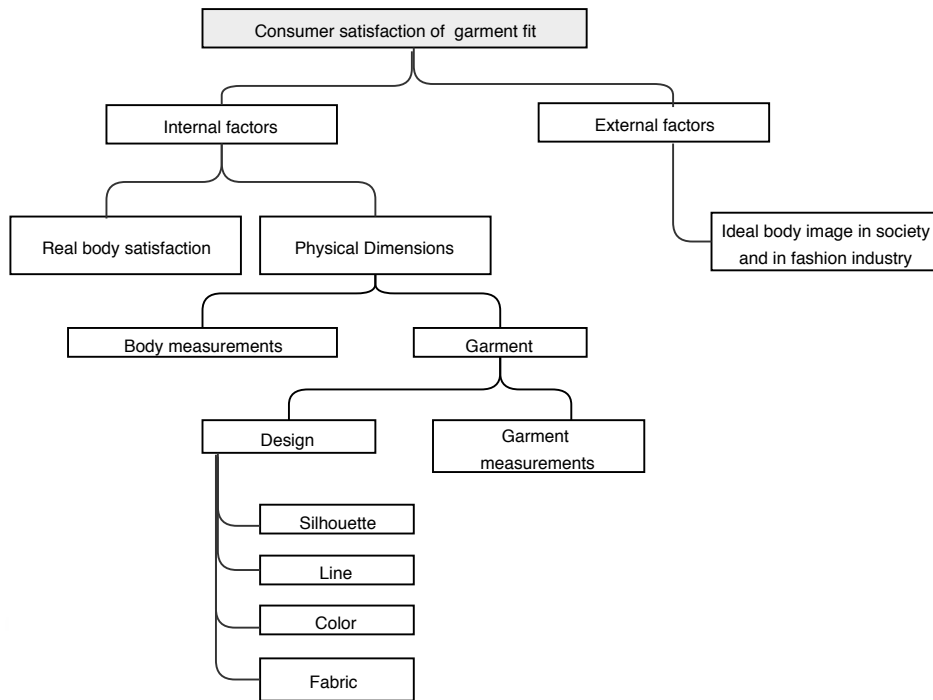 Consumer satisfaction of garment fit
Internal factors
External factors
Real body satisfaction
Physical Dimensions
Ideal body image in society
and in fashion industry
Body measurements
Garment
Design
Garment
measurements
Silhouette
Line
Color
Fabric